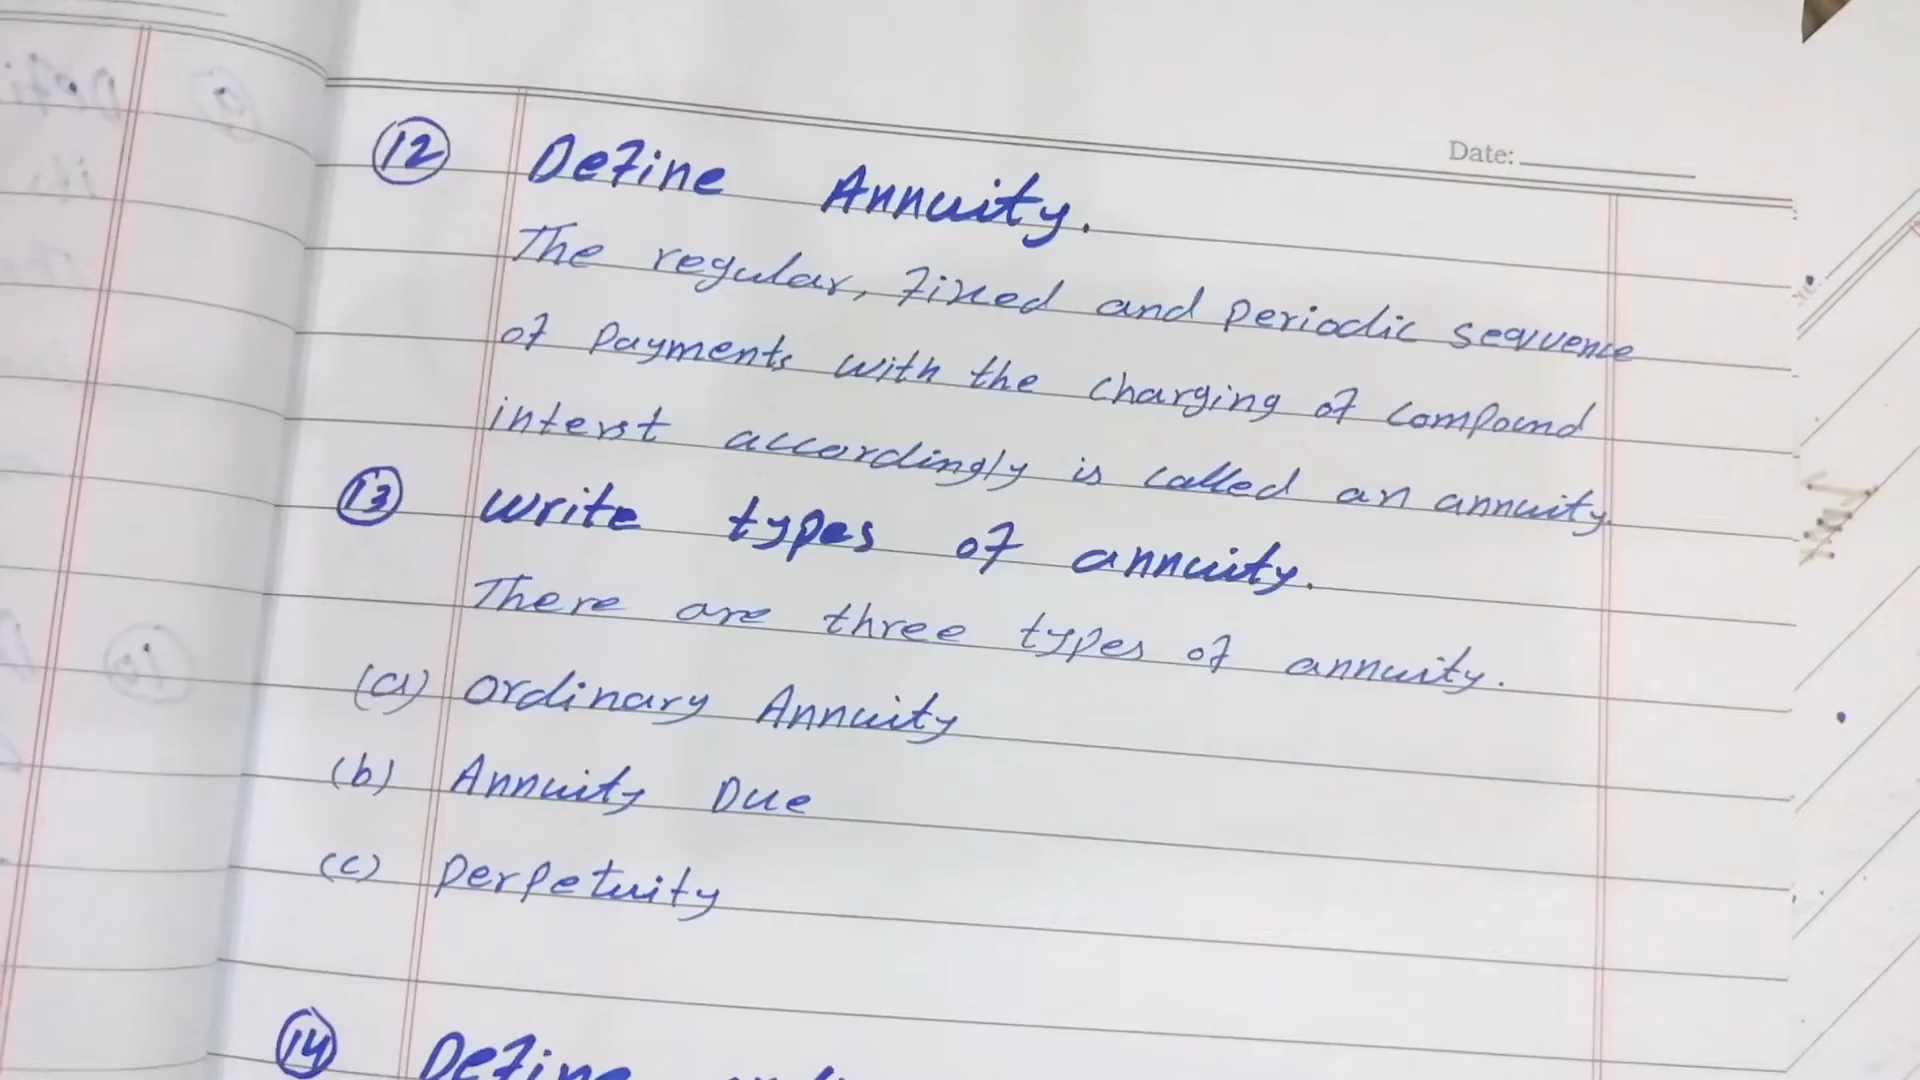 Date:
12 Define Annuity.
The regular, fixed and periodic sequence
of payments with the charging of compound
interst accordingly is called an annuity.
13 write types of annuity.
There are three types of annuity.
(a) ordinary Annuity
(b) Annuity Due
(c) perpetuity
14 Define